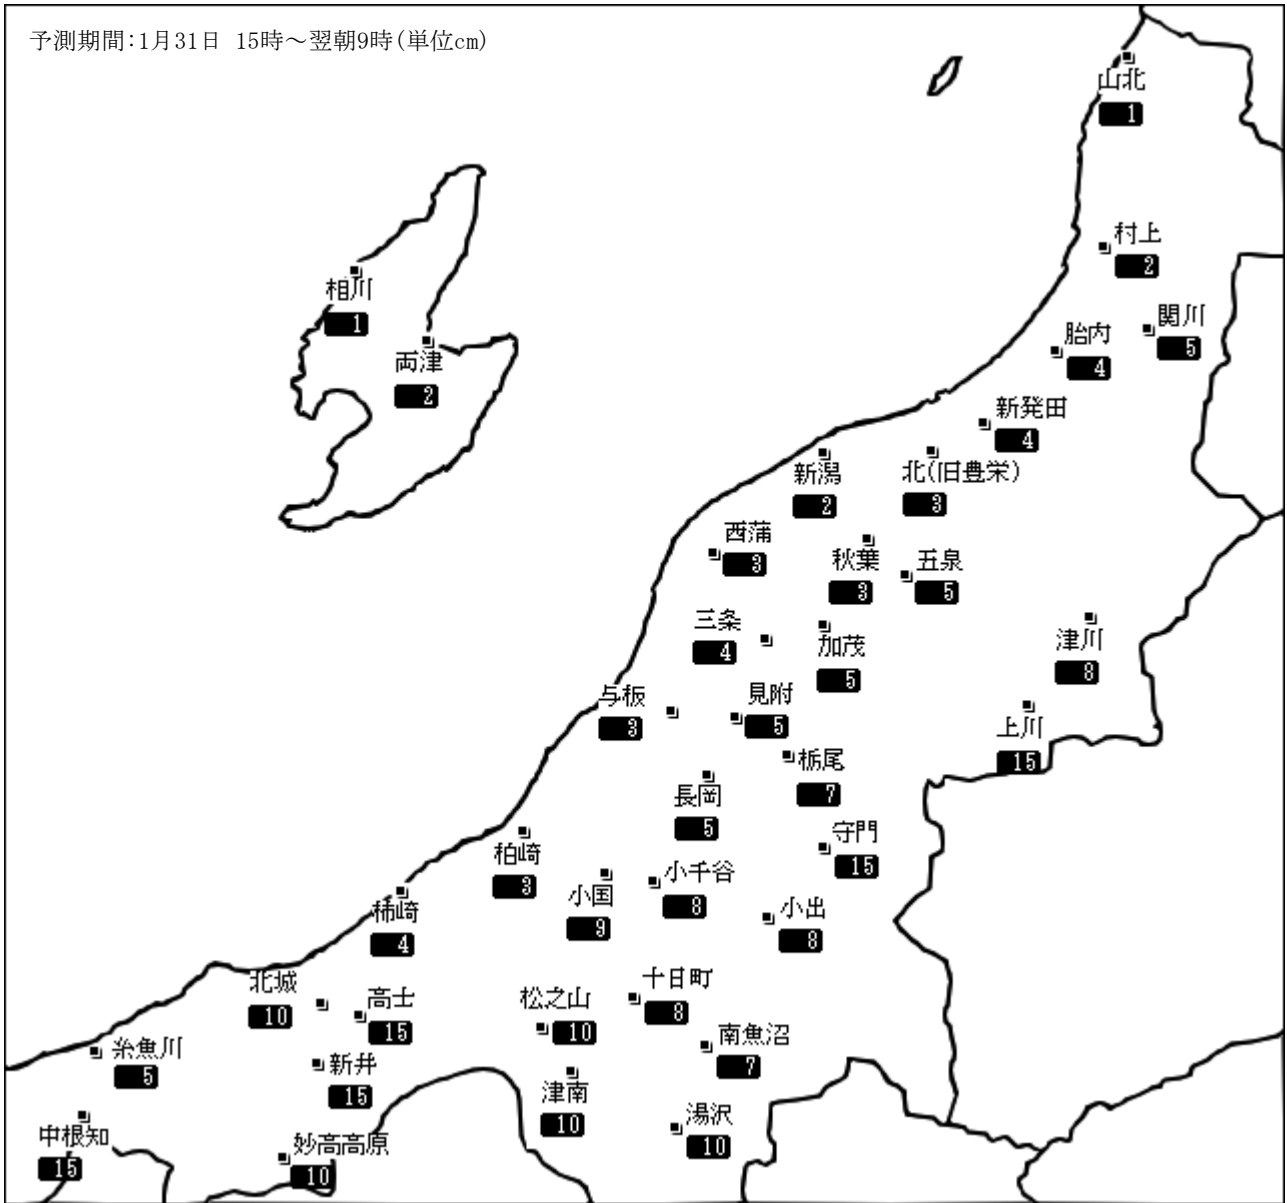 予測期間:1月31日 15時～翌朝9時(単位cm)
山北
1
村上
2
相川
1
関川
5
胎内
4
両津
2
新発田
4
新潟
2
北(旧豊栄)
3
西蒲
3
秋葉
3
五泉
5
三条
4
加茂
5
津川
8
与板
3
見附
5
上川
15
栃尾
7
長岡
5
守門
15
柏崎
3
小国
9
小千谷
8
小出
8
柿崎
4
北城
10
高士
15
松之山
10
十日町
8
糸魚川
5
新井
15
南魚沼
7
津南
10
湯沢
10
中根知
15
妙高高原
10